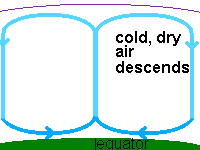 cold, dry
air
descends
equator